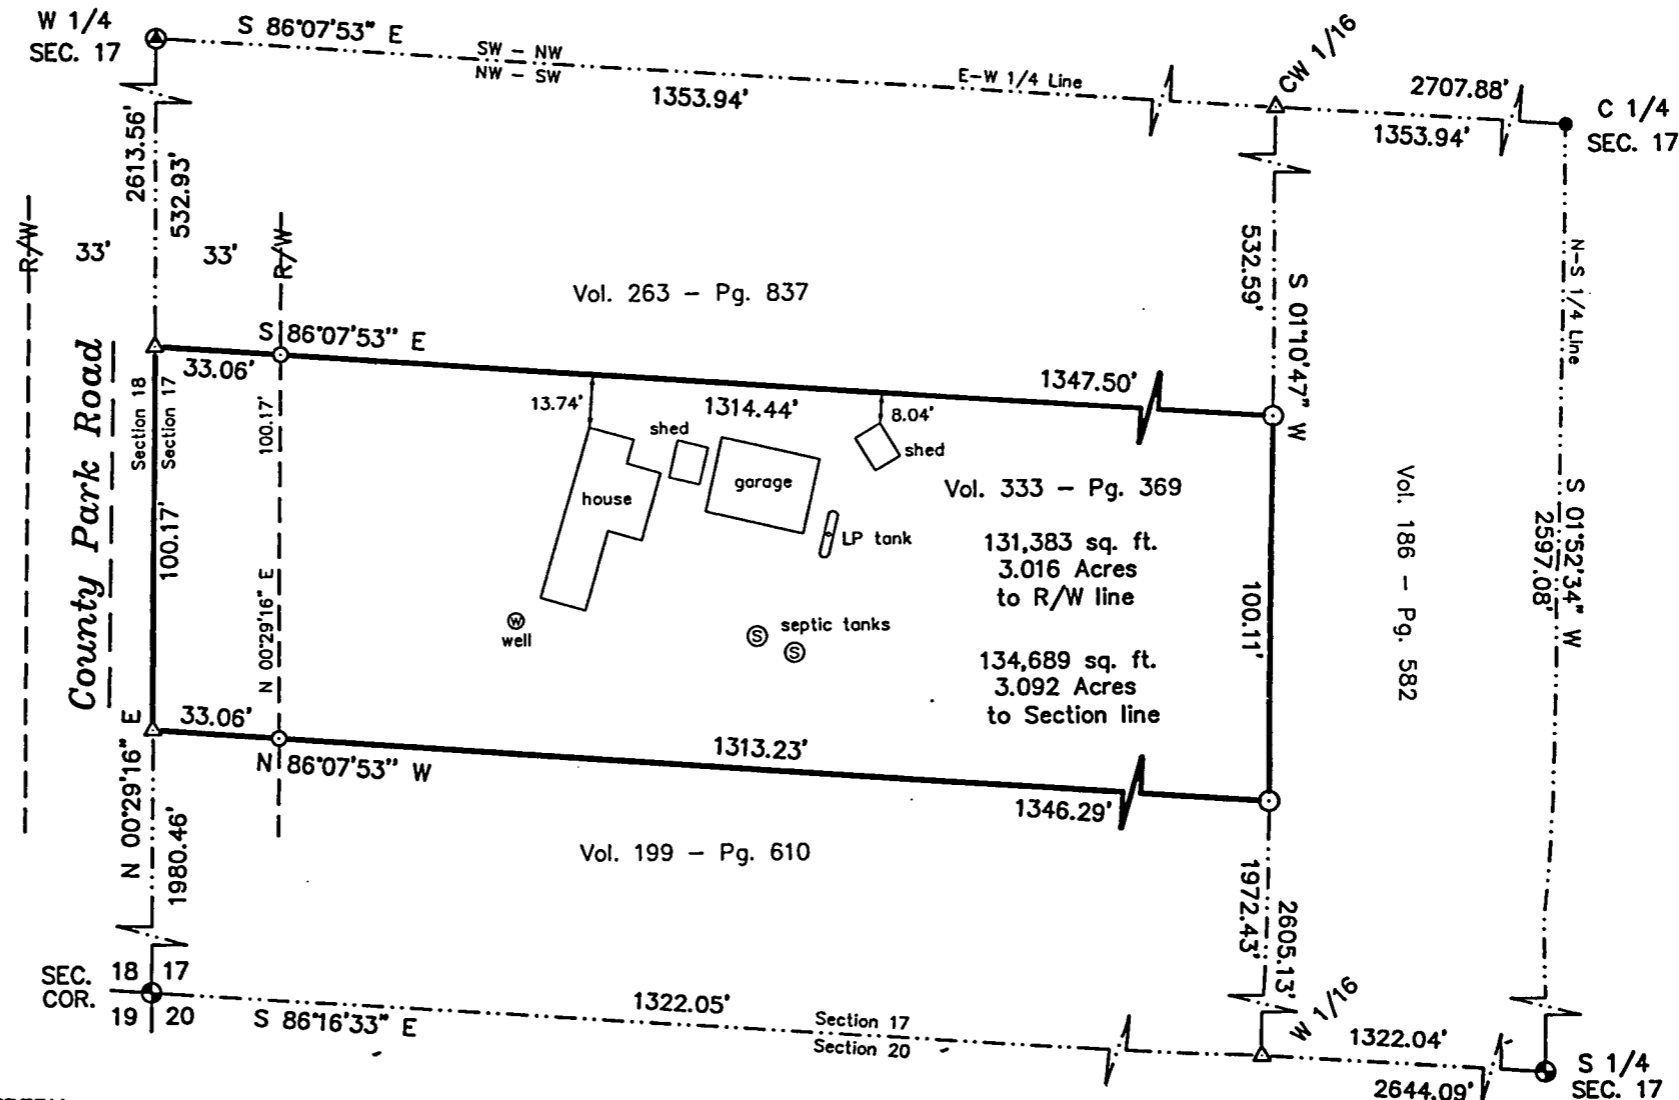 W 1/4
SEC. 17
S 86°07'53" E
SW – NW
NW – SW
1353.94'
E-W 1/4 Line
CW 1/16
2707.88'
1353.94'
C 1/4
SEC. 17
2613.56'
532.93'
R/W
33'
33'
R/W
Vol. 263 – Pg. 837
532.59'
S 01°10'47" W
N-S 1/4 Line
S 86°07'53" E
33.06'
1347.50'
1314.44'
13.74'
8.04'
County Park Road
Section 18
Section 17
100.17'
100.17'
N 00°29'16" E
shed
shed
house
garage
LP tank
Vol. 333 – Pg. 369
131,383 sq. ft.
3.016 Acres
to R/W line
134,689 sq. ft.
3.092 Acres
to Section line
well
W
septic tanks
S
S
100.11'
Vol. 186 – Pg. 582
S 01°52'34" W
2597.08'
33.06'
N 86°07'53" W
1313.23'
1346.29'
N 00°29'16" E
1980.46'
Vol. 199 – Pg. 610
1972.43'
2605.13'
SEC.
COR.
18 17
19 20
S 86°16'33" E
1322.05'
Section 17
Section 20
W 1/16
1322.04'
2644.09'
S 1/4
SEC. 17